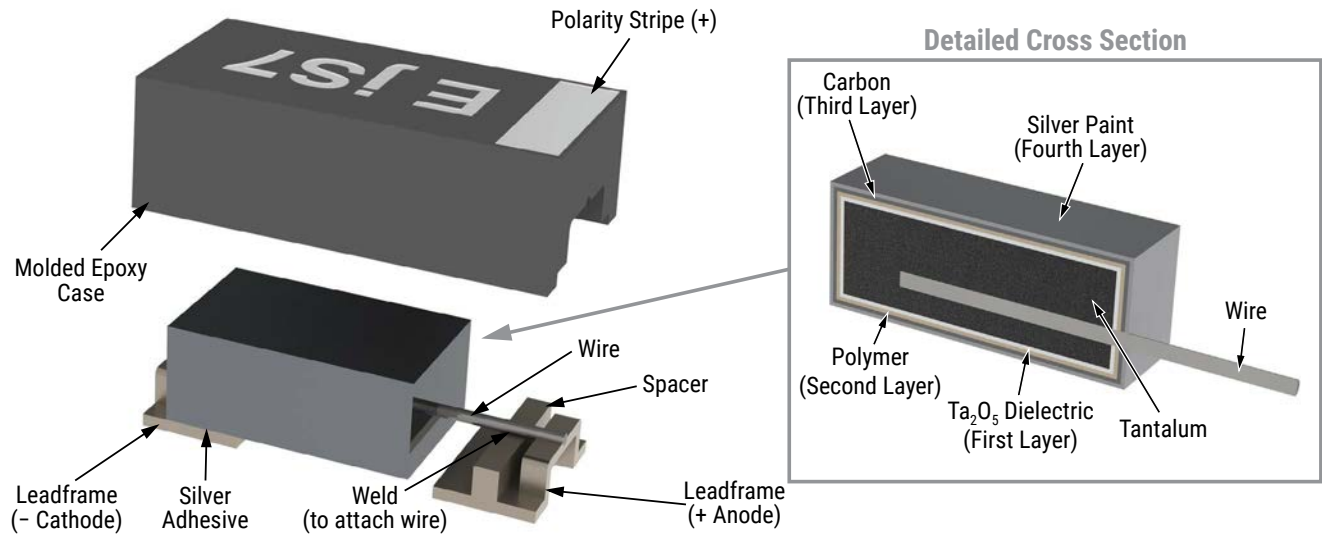 Polarity Stripe (+)
E jS7
Molded Epoxy
Case
Wire
Spacer
Leadframe
(− Cathode)
Silver
Adhesive
Weld
(to attach wire)
Leadframe
(+ Anode)
Detailed Cross Section
Carbon
(Third Layer)
Silver Paint
(Fourth Layer)
Wire
Polymer
(Second Layer)
Ta₂O₅ Dielectric
(First Layer)
Tantalum